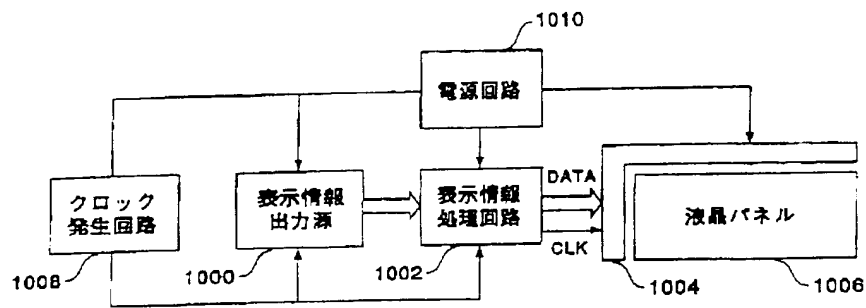 1010
電源回路
クロック
発生回路
1008
表示情報
出力源
1000
表示情報
処理回路
1002
DATA
CLK
1004
液晶パネル
1006